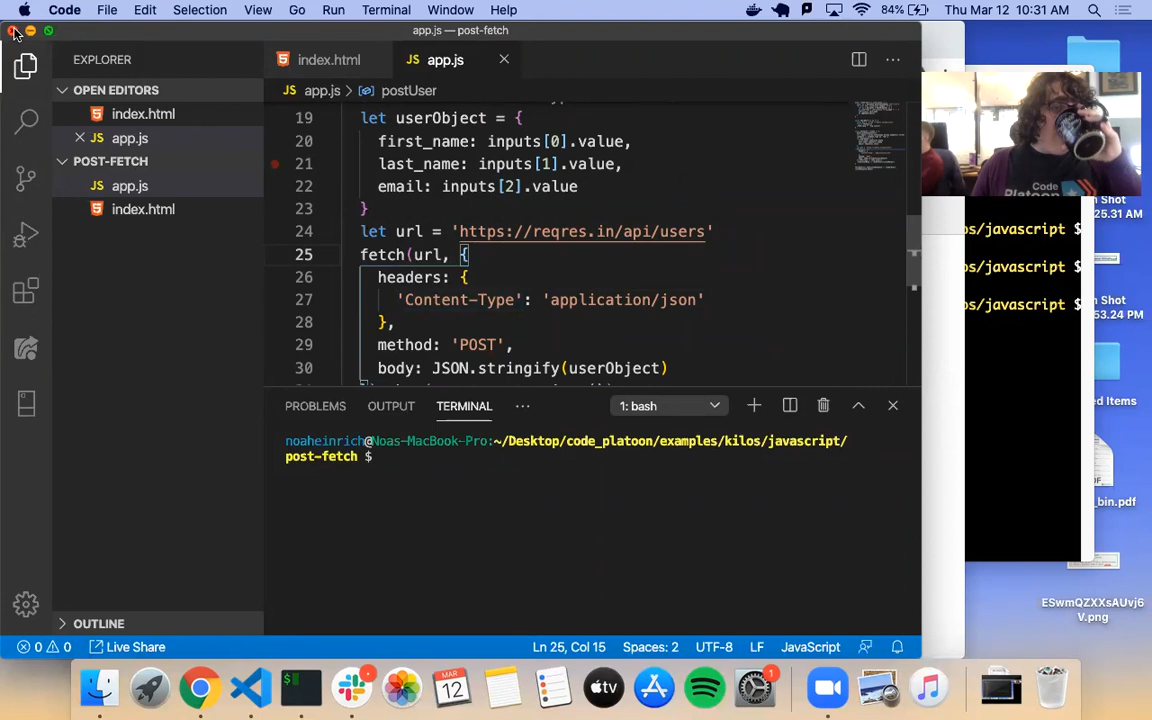 Code File Edit Selection View Go Run Terminal Window Help 84% Thu Mar 12 10:31 AM
app.js — post-fetch
EXPLORER
index.html
app.js
OPEN EDITORS
app.js > postUser
index.html
app.js
POST-FETCH
app.js
index.html
19 let userObject = {
20 first_name: inputs[0].value,
21 last_name: inputs[1].value,
22 email: inputs[2].value
23 }
24 let url = 'https://reqres.in/api/users'
25 fetch(url, {
26 headers: {
27 'Content-Type': 'application/json'
28 },
29 method: 'POST',
30 body: JSON.stringify(userObject)
PROBLEMS OUTPUT TERMINAL ··· 1: bash
noaheinrich@Noas-MacBook-Pro:~/Desktop/code_platoon/examples/kilos/javascript/
post-fetch $
OUTLINE
0 0 Live Share Ln 25, Col 15 Spaces: 2 UTF-8 LF JavaScript
Code
Platoon
Shot
25.31 AM
os/javascript $
os/javascript $
os/javascript $
Shot
53.24 PM
ed Items
_bin.pdf
ESwmQZXXsAUvj6
V.png
MAR
12
tv
1